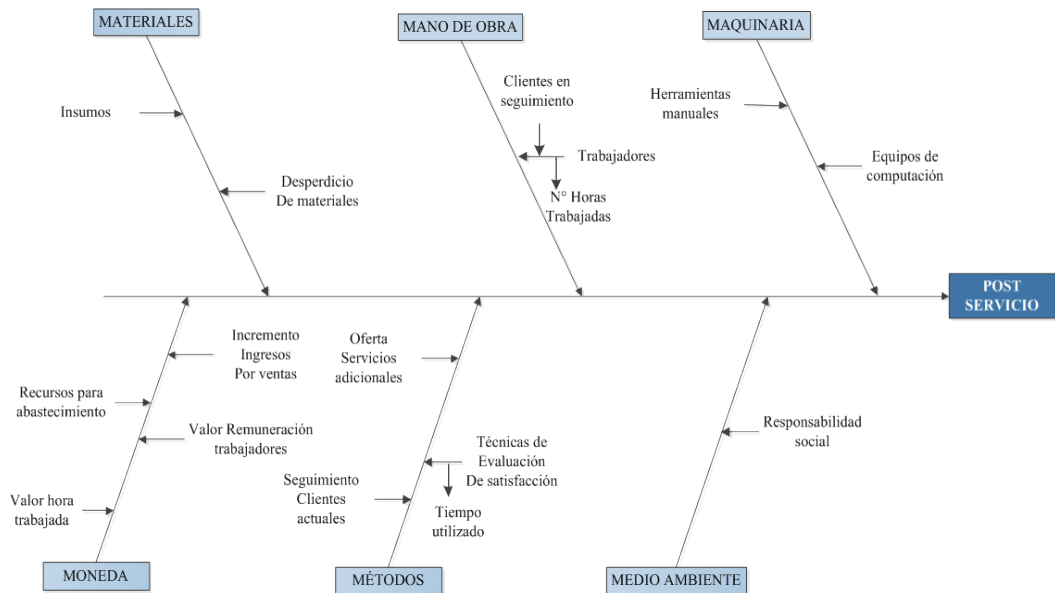 MATERIALES
MANO DE OBRA
MAQUINARIA
Insumos
Desperdicio
De materiales
Clientes en
seguimiento
Trabajadores
N° Horas
Trabajadas
Herramientas
manuales
Equipos de
computación
POST
SERVICIO
Incremento
Ingresos
Por ventas
Recursos para
abastecimiento
Valor Remuneración
trabajadores
Valor hora
trabajada
Oferta
Servicios
adicionales
Técnicas de
Evaluación
De satisfacción
Seguimiento
Clientes
actuales
Tiempo
utilizado
Responsabilidad
social
MONEDA
MÉTODOS
MEDIO AMBIENTE